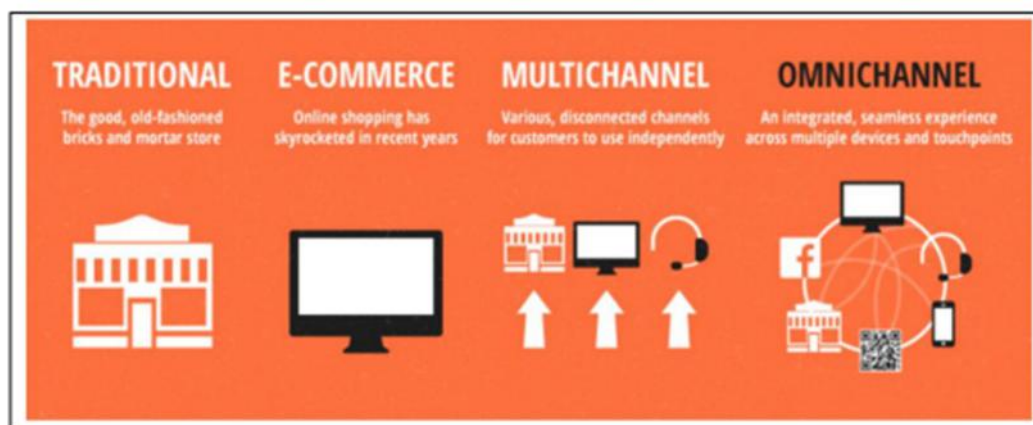 TRADITIONAL
The good, old-fashioned
bricks and mortar store
E-COMMERCE
Online shopping has
skyrocketed in recent years
MULTICHANNEL
Various, disconnected channels
for customers to use independently
OMNICHANNEL
An integrated, seamless experience
across multiple devices and touchpoints
f